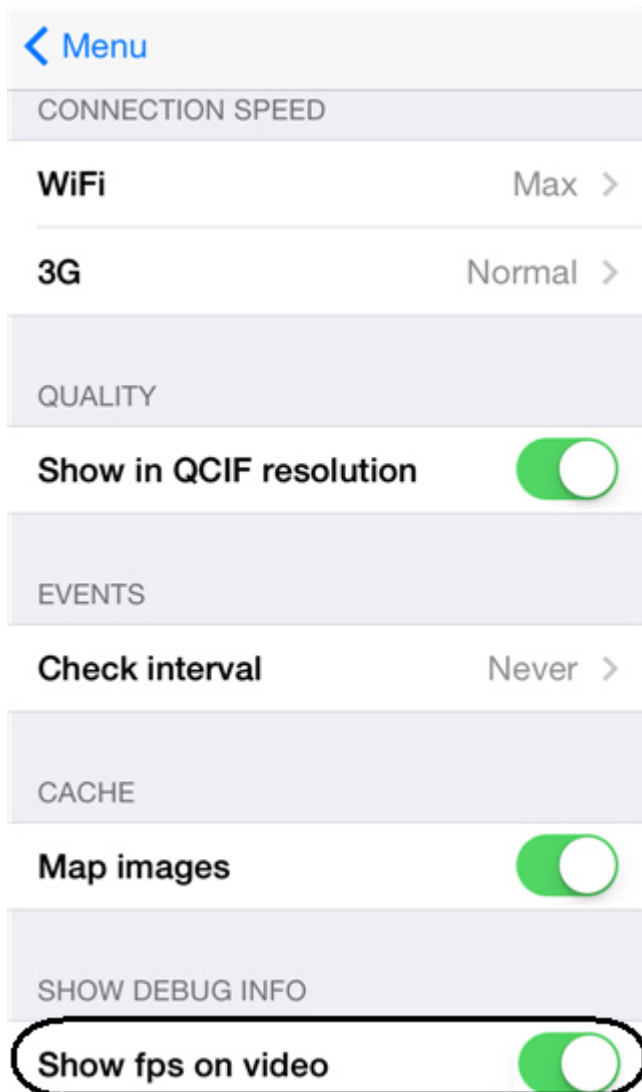 Menu
CONNECTION SPEED
WiFi Max
3G Normal
QUALITY
Show in QCIF resolution
EVENTS
Check interval Never
CACHE
Map images
SHOW DEBUG INFO
Show fps on video